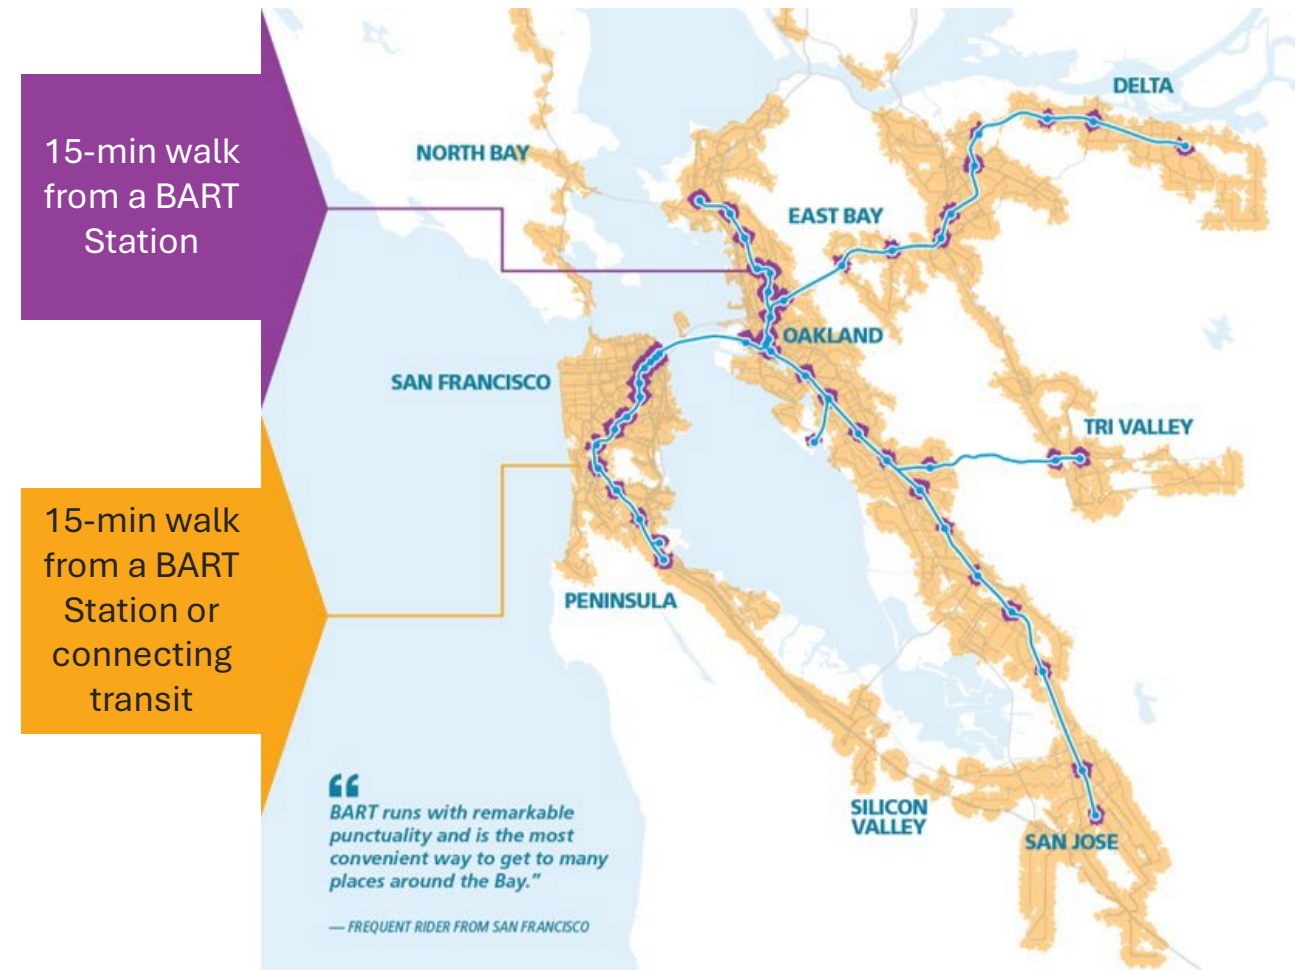 15-min walk
from a BART
Station
15-min walk
from a BART
Station or
connecting
transit
DELTA
NORTH BAY
EAST BAY
OAKLAND
SAN FRANCISCO
TRI VALLEY
PENINSULA
SILICON
VALLEY
SAN JOSE
“
BART runs with remarkable
punctuality and is the most
convenient way to get to many
places around the Bay.”
— FREQUENT RIDER FROM SAN FRANCISCO